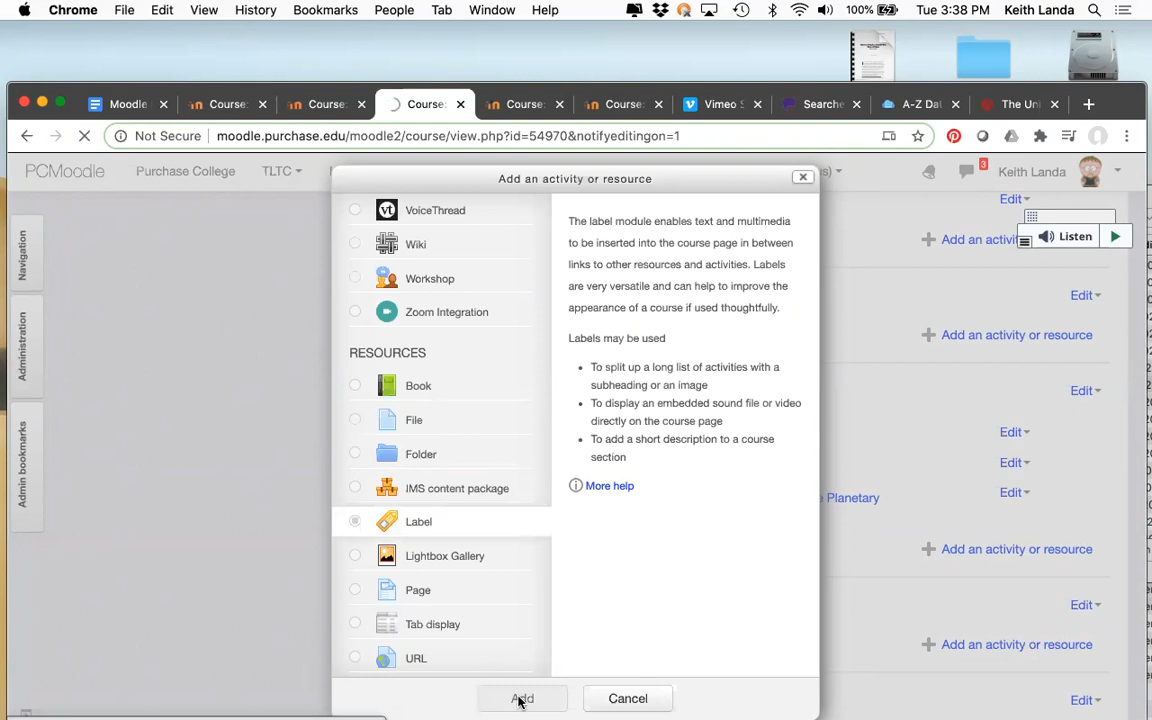 Chrome File Edit View History Bookmarks People Tab Window Help 100% Tue 3:38 PM Keith Landa
Moodle Course: Course: Course: Course: Course: Vimeo S Searche A-Z Dat The Uni
Not Secure moodle.purchase.edu/moodle2/course/view.php?id=54970&notifyeditingon=1
PCMoodle Purchase College TLTC 3 Keith Landa
Add an activity or resource
Navigation
Administration
Admin bookmarks
VoiceThread
Wiki
Workshop
Zoom Integration
RESOURCES
Book
File
Folder
IMS content package
Label
Lightbox Gallery
Page
Tab display
URL
The label module enables text and multimedia
to be inserted into the course page in between
links to other resources and activities. Labels
are very versatile and can help to improve the
appearance of a course if used thoughtfully.
Labels may be used
• To split up a long list of activities with a
subheading or an image
• To display an embedded sound file or video
directly on the course page
• To add a short description to a course
section
More help
Add Cancel
Edit
Add an activi
Listen
Edit
Add an activity or resource
Edit
Edit
Edit
Edit
Planetary
Add an activity or resource
Edit
Add an activity or resource
Edit